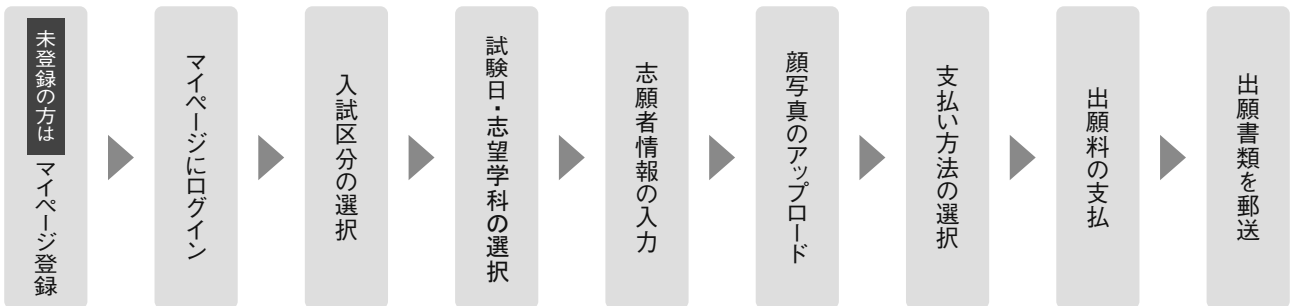 未登録の方は
マイページ登録
マイページにログイン
入試区分の選択
試験日・志望学科の選択
志願者情報の入力
顔写真のアップロード
支払い方法の選択
出願料の支払
出願書類を郵送